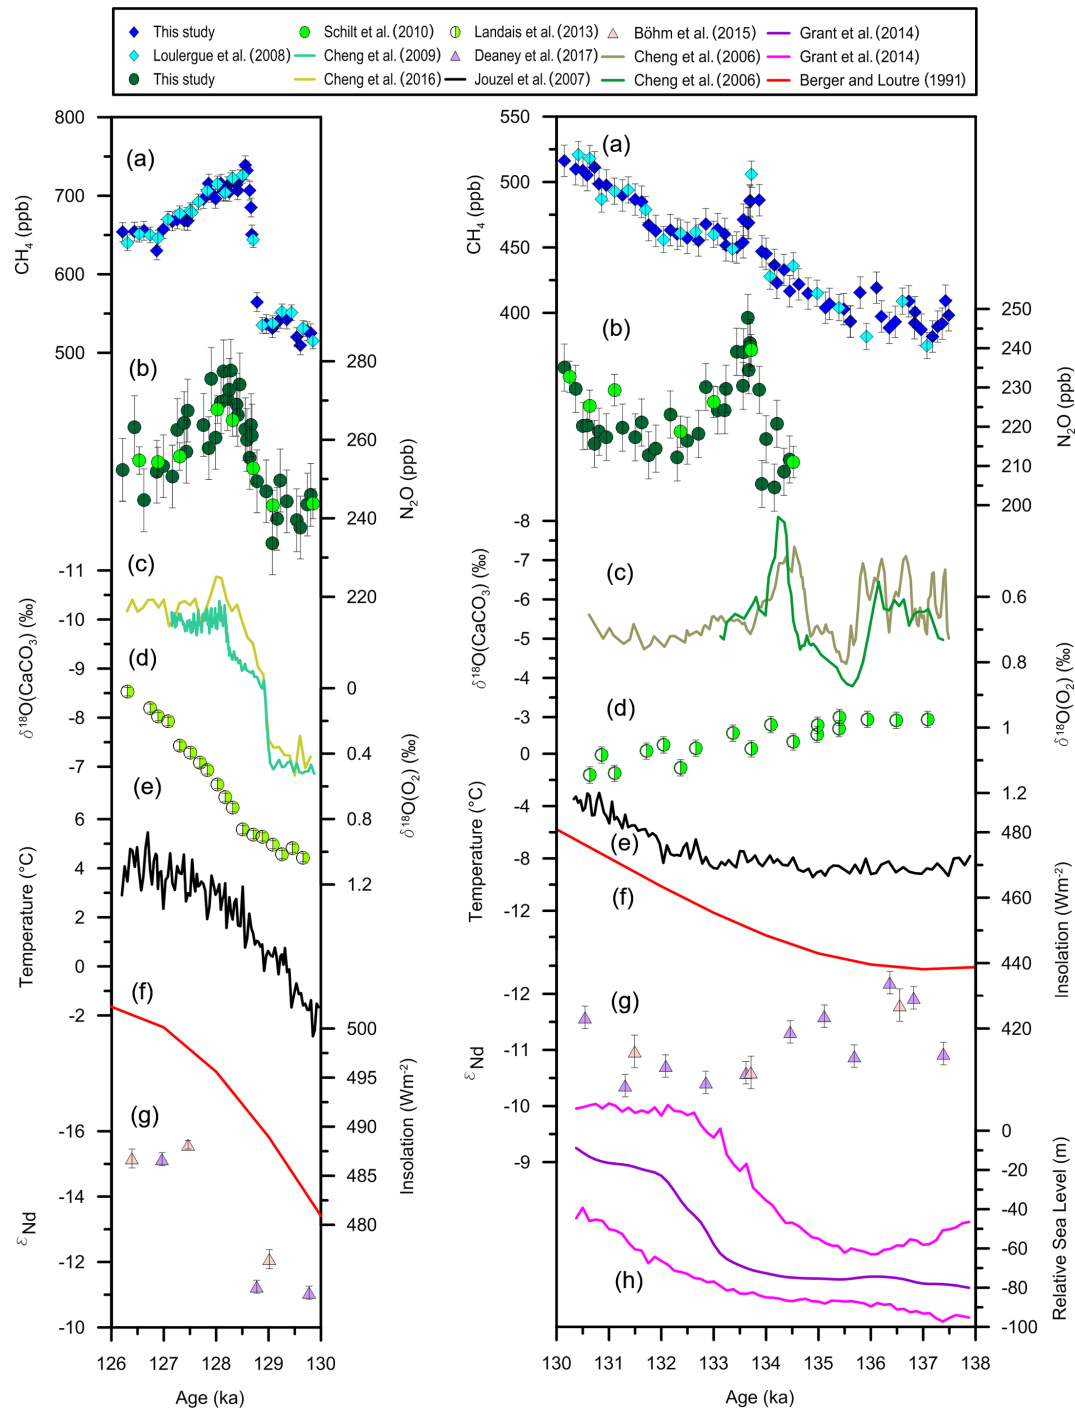 This study Schilt et al. (2010) Landais et al. (2013) Böhm et al. (2015) Grant et al. (2014)
Loulergue et al. (2008) Cheng et al. (2009) Deaney et al. (2017) Cheng et al. (2006) Grant et al. (2014)
This study Cheng et al. (2016) Jouzel et al. (2007) Cheng et al. (2006) Berger and Loutre (1991)
800
700
600
500
CH₄ (ppb)
(a)
280
260
240
220
N₂O (ppb)
(b)
-11
-10
-9
-8
-7
δ¹⁸O(CaCO₃) (‰)
(c)
(d)
0
0.4
0.8
1.2
δ¹⁸O(O₂) (‰)
(e)
6
4
2
0
-2
Temperature (°C)
(f)
500
495
490
485
480
Insolation (Wm⁻²)
(g)
-16
-14
-12
-10
εNd
126 127 128 129 130
Age (ka)
550
500
450
400
CH₄ (ppb)
(a)
250
240
230
220
210
200
N₂O (ppb)
(b)
-8
-7
-6
-5
-4
-3
δ¹⁸O(CaCO₃) (‰)
(c)
0.6
0.8
1
1.2
δ¹⁸O(O₂) (‰)
(d)
0
-4
-8
-12
Temperature (°C)
(e)
(f)
480
460
440
420
Insolation (Wm⁻²)
(g)
-12
-11
-10
-9
εNd
0
-20
-40
-60
-80
-100
Relative Sea Level (m)
(h)
130 131 132 133 134 135 136 137 138
Age (ka)